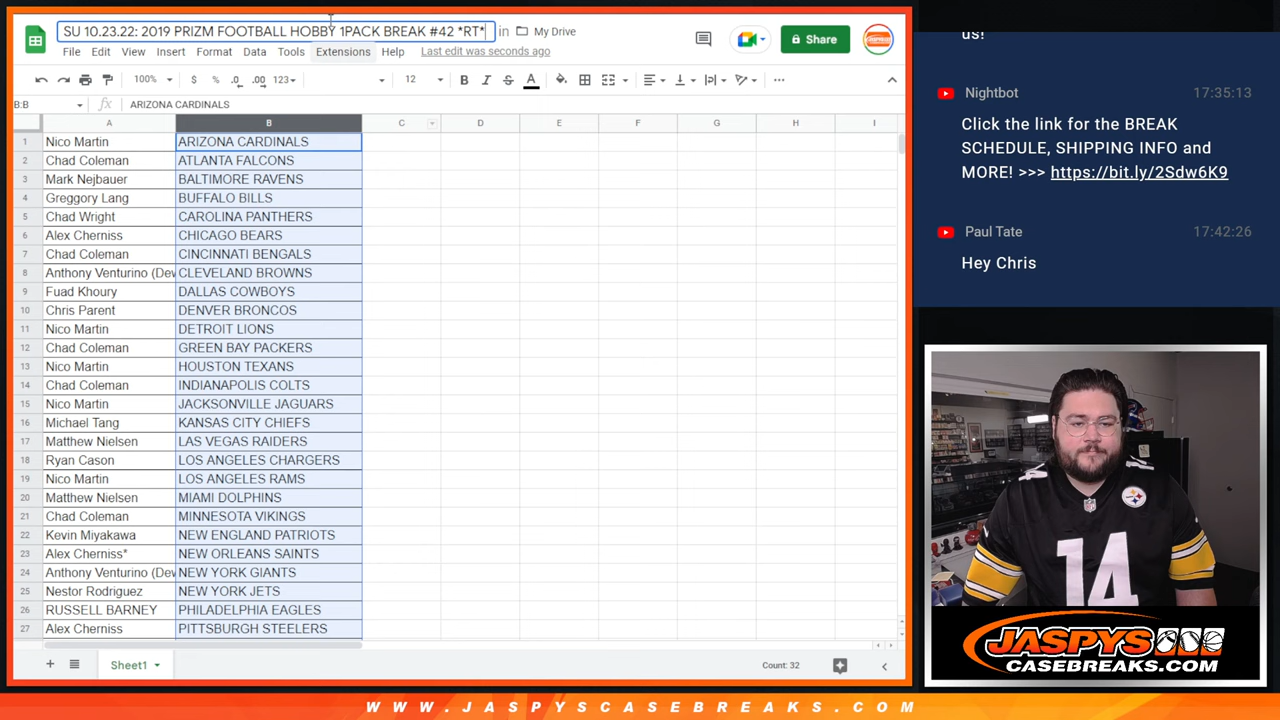 SU 10.23.22: 2019 PRIZM FOOTBALL HOBBY 1PACK BREAK #42 *RT* in My Drive
File Edit View Insert Format Data Tools Extensions Help Last edit was seconds ago
Share
100% $ % .0 .00 123 12 B I S A
B:B fx ARIZONA CARDINALS
A B C D E F G H I
1 Nico Martin ARIZONA CARDINALS
2 Chad Coleman ATLANTA FALCONS
3 Mark Nejbauer BALTIMORE RAVENS
4 Greggory Lang BUFFALO BILLS
5 Chad Wright CAROLINA PANTHERS
6 Alex Cherniss CHICAGO BEARS
7 Chad Coleman CINCINNATI BENGALS
8 Anthony Venturino (Dev CLEVELAND BROWNS
9 Fuad Khoury DALLAS COWBOYS
10 Chris Parent DENVER BRONCOS
11 Nico Martin DETROIT LIONS
12 Chad Coleman GREEN BAY PACKERS
13 Nico Martin HOUSTON TEXANS
14 Chad Coleman INDIANAPOLIS COLTS
15 Nico Martin JACKSONVILLE JAGUARS
16 Michael Tang KANSAS CITY CHIEFS
17 Matthew Nielsen LAS VEGAS RAIDERS
18 Ryan Cason LOS ANGELES CHARGERS
19 Nico Martin LOS ANGELES RAMS
20 Matthew Nielsen MIAMI DOLPHINS
21 Chad Coleman MINNESOTA VIKINGS
22 Kevin Miyakawa NEW ENGLAND PATRIOTS
23 Alex Cherniss* NEW ORLEANS SAINTS
24 Anthony Venturino (Dev NEW YORK GIANTS
25 Nestor Rodriguez NEW YORK JETS
26 RUSSELL BARNEY PHILADELPHIA EAGLES
27 Alex Cherniss PITTSBURGH STEELERS
Sheet1 Count: 32
us!
Nightbot 17:35:13
Click the link for the BREAK
SCHEDULE, SHIPPING INFO and
MORE! >>> https://bit.ly/2Sdw6K9
Paul Tate 17:42:26
Hey Chris
14
JASPYS
CASEBREAKS.COM
WWW.JASPYSCASEBREAKS.COM